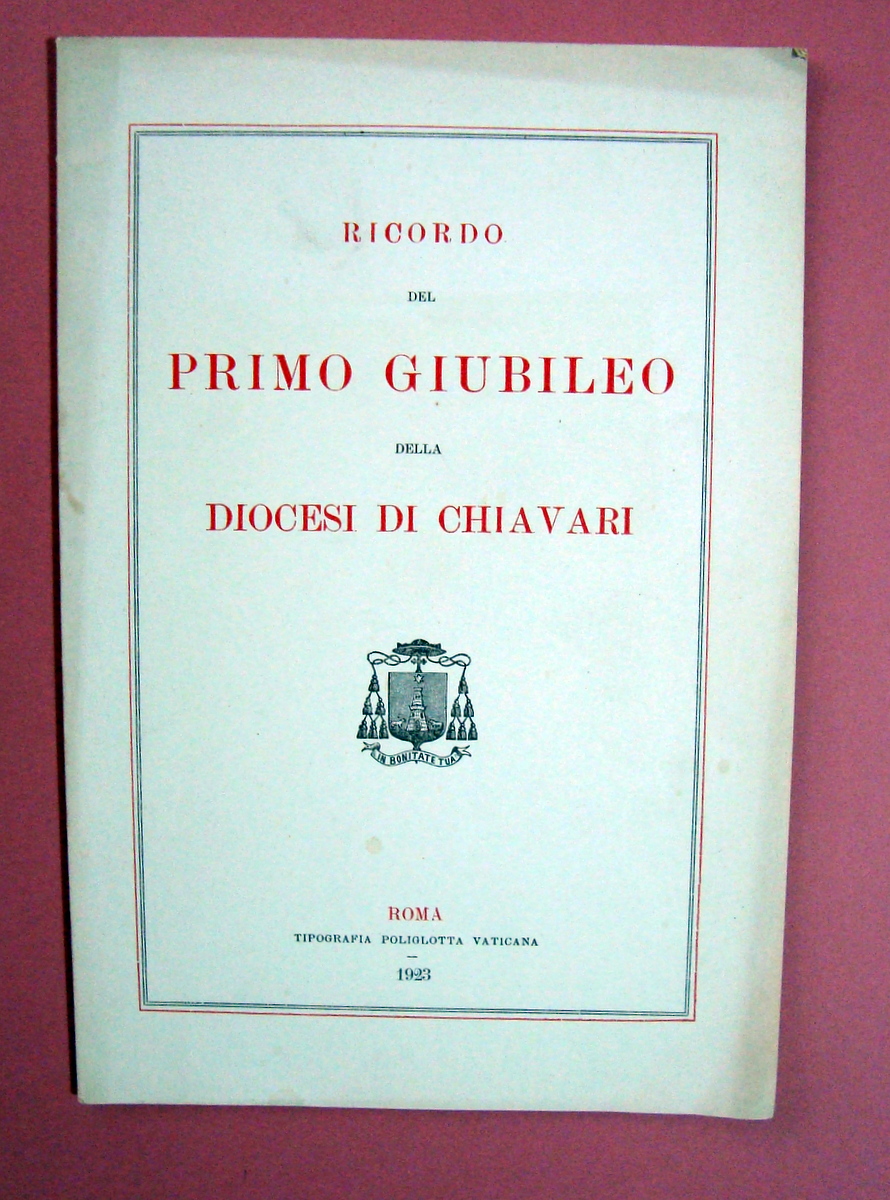 RICORDO
DEL
PRIMO GIUBILEO
DELLA
DIOCESI DI CHIAVARI
IN BONITATE TUA
ROMA
TIPOGRAFIA POLIGLOTTA VATICANA
1923